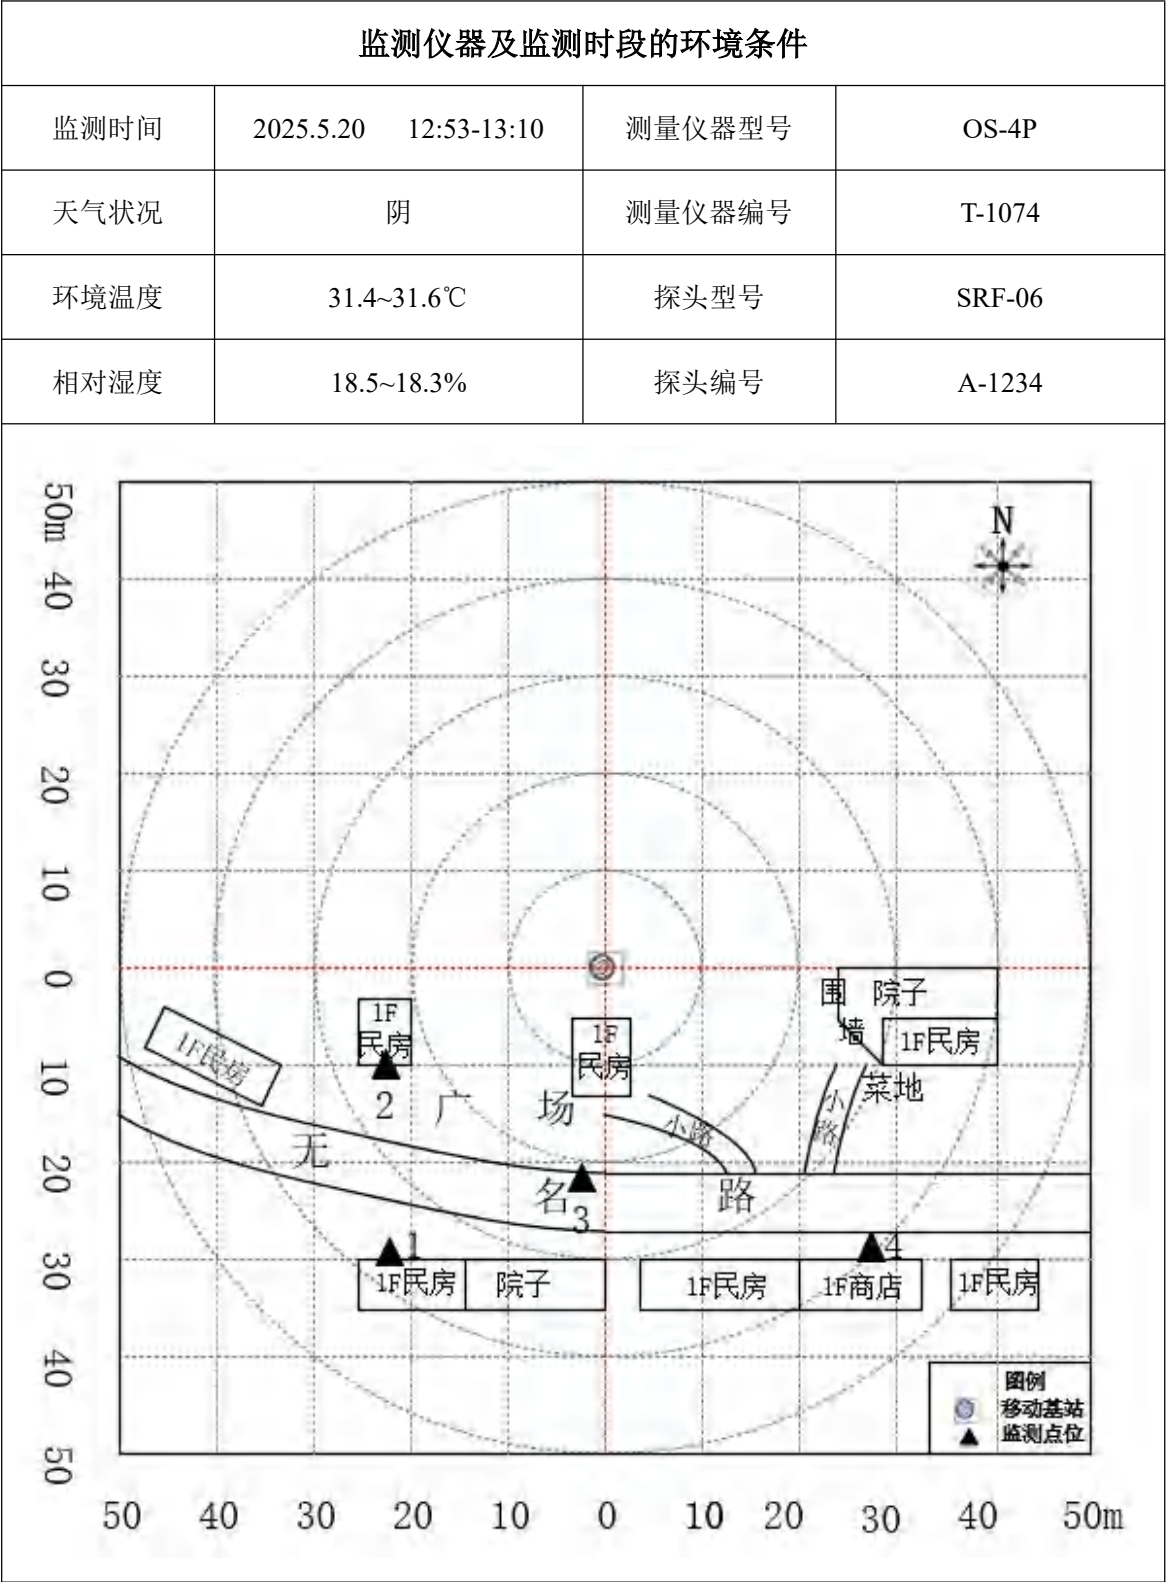 监测仪器及监测时段的环境条件
监测时间 2025.5.20 12:53-13:10 测量仪器型号 OS-4P
天气状况 阴 测量仪器编号 T-1074
环境温度 31.4~31.6℃ 探头型号 SRF-06
相对湿度 18.5~18.3% 探头编号 A-1234
50m
40
30
20
10
0
10
20
30
40
50
N
围墙
院子
1F民房
菜地
小路
1F
民房
1F
民房
1F民房
2
广场
小路
无名路
3
1
4
1F民房
院子
1F民房
1F商店
1F民房
图例
移动基站
监测点位
50 40 30 20 10 0 10 20 30 40 50m